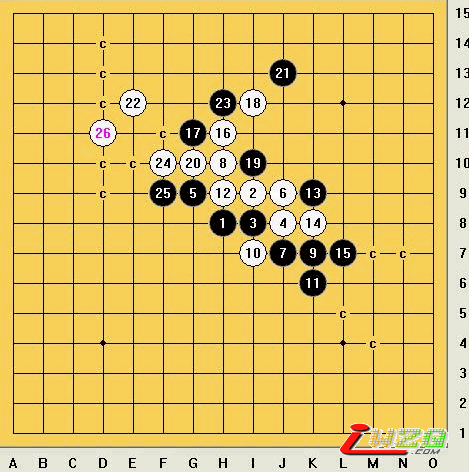 15
c 14
c 21 13
c 22 23 18 12
26 c 17 16 11
c c 24 20 8 19 10
c 25 5 12 2 6 13 9
1 3 4 14 8
10 7 9 15 c c 7
11 6
c 5
c 4
3
2
1
A B C D E F G H I J K L M N O
.COM